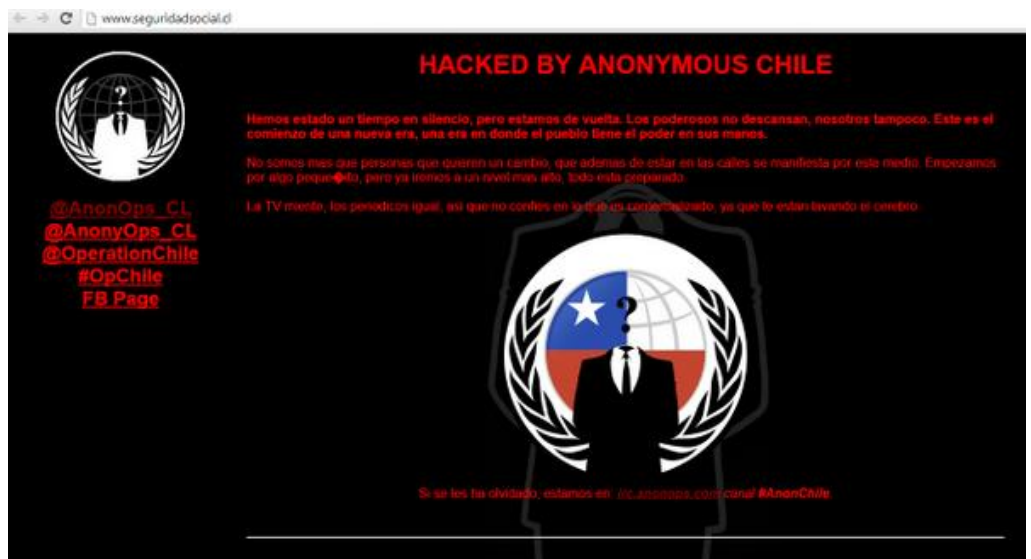 www.seguridadsocial.cl
HACKED BY ANONYMOUS CHILE
Hemos estado un tiempo en silencio, pero estamos de vuelta. Los poderosos no descansan, nosotros tampoco. Este es el
comienzo de una nueva era, una era en donde el pueblo tiene el poder en sus manos.
No somos mas que personas que quieren un cambio, que ademas de estar en las calles se manifiesta por este medio. Empezamos
por algo peque�ito, pero ya iremos a un nivel mas alto, todo esta preparado.
La TV miente, los periodicos igual, asi que no confies en lo que es comercializado, ya que te estan lavando el cerebro.
@AnonOps_CL
@AnonyOps_CL
@OperationChile
#OpChile
FB Page
?
?
Si se les ha olvidado, estamos en: irc.anonops.com canal #AnonChile